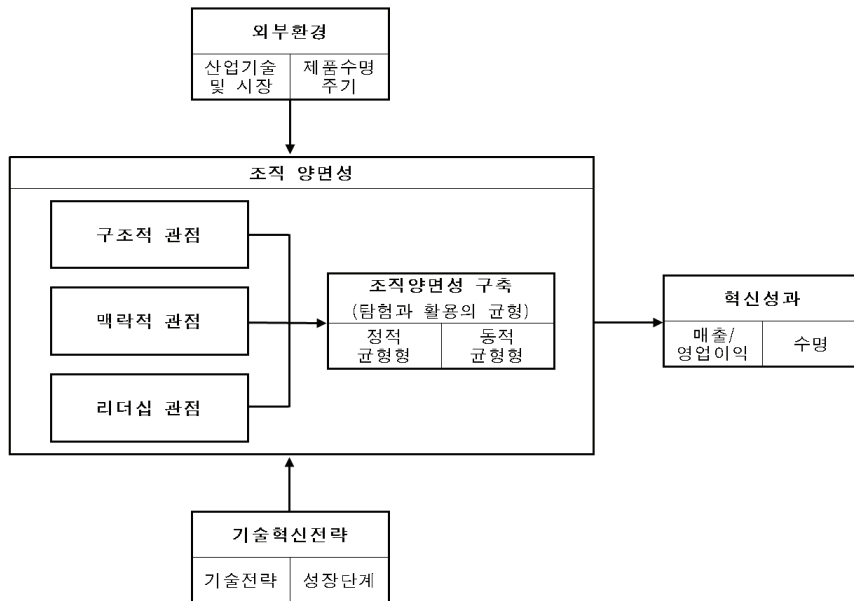 외부환경
산업기술 및 시장
제품수명 주기
조직 양면성
구조적 관점
맥락적 관점
리더십 관점
조직양면성 구축
(탐험과 활용의 균형)
정적 균형형
동적 균형형
혁신성과
매출/ 영업이익
수명
기술혁신전략
기술전략
성장단계